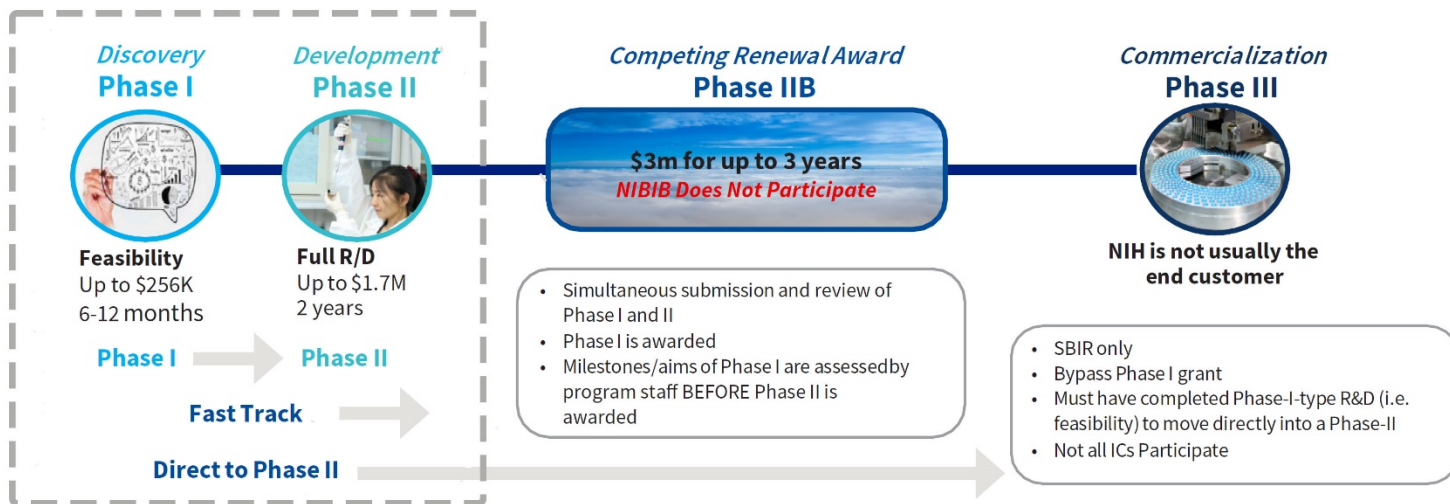 Discovery
Phase I
Development
Phase II
Competing Renewal Award
Phase IIB
Commercialization
Phase III
$3m for up to 3 years
NIBIB Does Not Participate
Feasibility
Up to $256K
6-12 months
Full R/D
Up to $1.7M
2 years
NIH is not usually the
end customer
Phase I
Phase II
Fast Track
Direct to Phase II
• Simultaneous submission and review of
Phase I and II
• Phase I is awarded
• Milestones/aims of Phase I are assessedby
program staff BEFORE Phase II is
awarded
• SBIR only
• Bypass Phase I grant
• Must have completed Phase-I-type R&D (i.e.
feasibility) to move directly into a Phase-II
• Not all ICs Participate